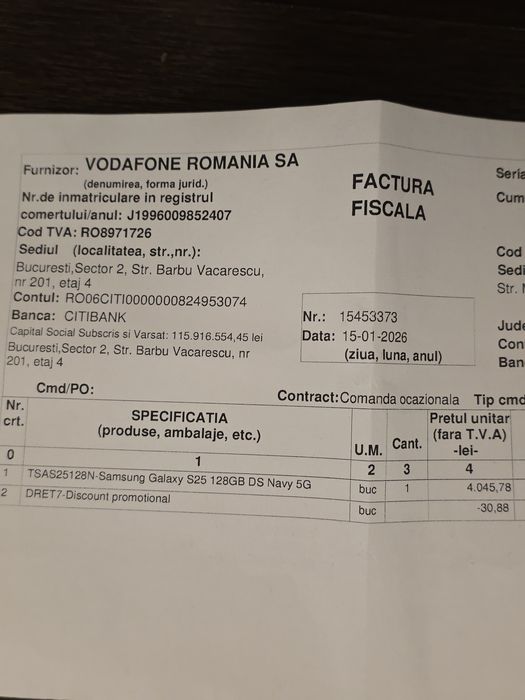 Furnizor: VODAFONE ROMANIA SA
(denumirea, forma jurid.)
Nr.de inmatriculare in registrul
comertului/anul: J1996009852407
Cod TVA: RO8971726
Sediul (localitatea, str.,nr.):
Bucuresti,Sector 2, Str. Barbu Vacarescu,
nr 201, etaj 4
Contul: RO06CITI0000000824953074
Banca: CITIBANK
Capital Social Subscris si Varsat: 115.916.554,45 lei
Bucuresti,Sector 2, Str. Barbu Vacarescu, nr
201, etaj 4
FACTURA
FISCALA
Nr.: 15453373
Data: 15-01-2026
(ziua, luna, anul)
Seria
Cum
Cod
Sedi
Str.
Jude
Con
Ban
Cmd/PO:
Contract:Comanda ocazionala Tip cmd
Nr.
crt.
SPECIFICATIA
(produse, ambalaje, etc.)
U.M.
Cant.
Pretul unitar
(fara T.V.A)
-lei-
0 1 2 3 4
1 TSAS25128N-Samsung Galaxy S25 128GB DS Navy 5G buc 1 4.045,78
2 DRET7-Discount promotional buc -30,88